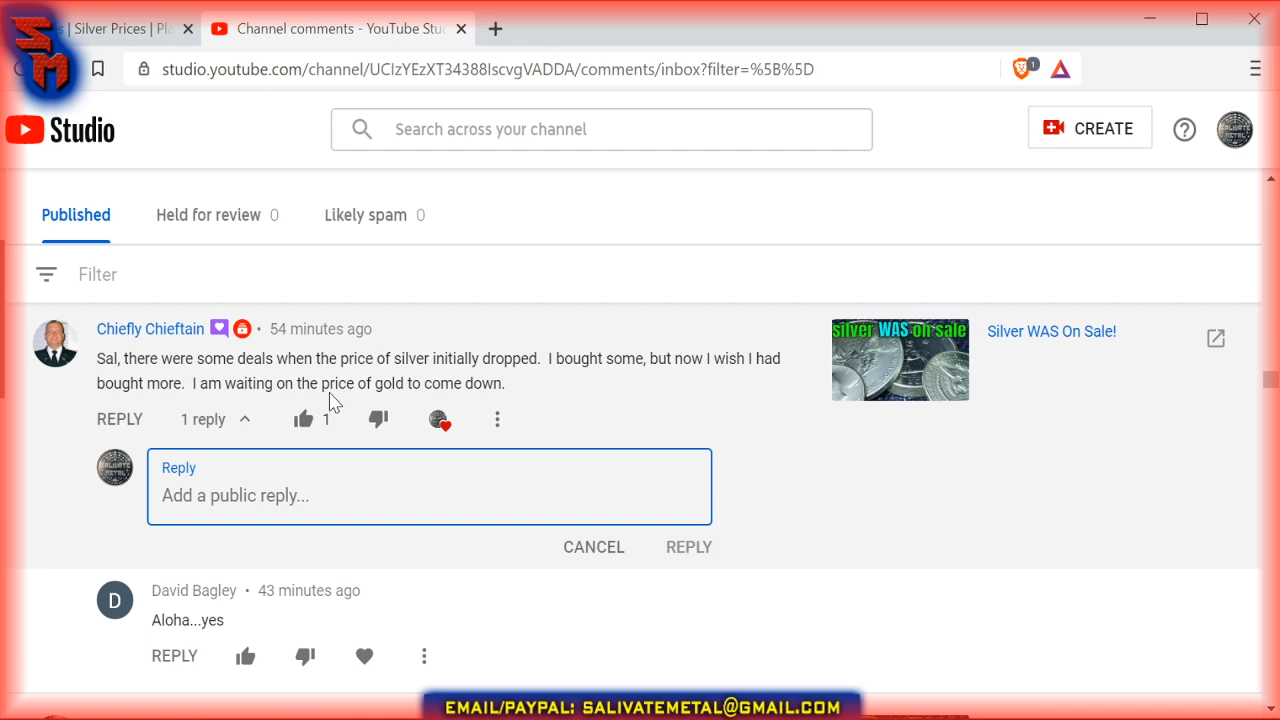 SM
s | Silver Prices | Pla
Channel comments - YouTube Stu
studio.youtube.com/channel/UCIzYEzXT34388IscvgVADDA/comments/inbox?filter=%5B%5D
1
Studio
Search across your channel
CREATE
Published
Held for review 0
Likely spam 0
Filter
Chiefly Chieftain • 54 minutes ago
Sal, there were some deals when the price of silver initially dropped. I bought some, but now I wish I had
bought more. I am waiting on the price of gold to come down.
silver WAS on sale
Silver WAS On Sale!
REPLY
1 reply
1
Reply
Add a public reply...
CANCEL
REPLY
D
David Bagley • 43 minutes ago
Aloha...yes
REPLY
EMAIL/PAYPAL: SALIVATEMETAL@GMAIL.COM